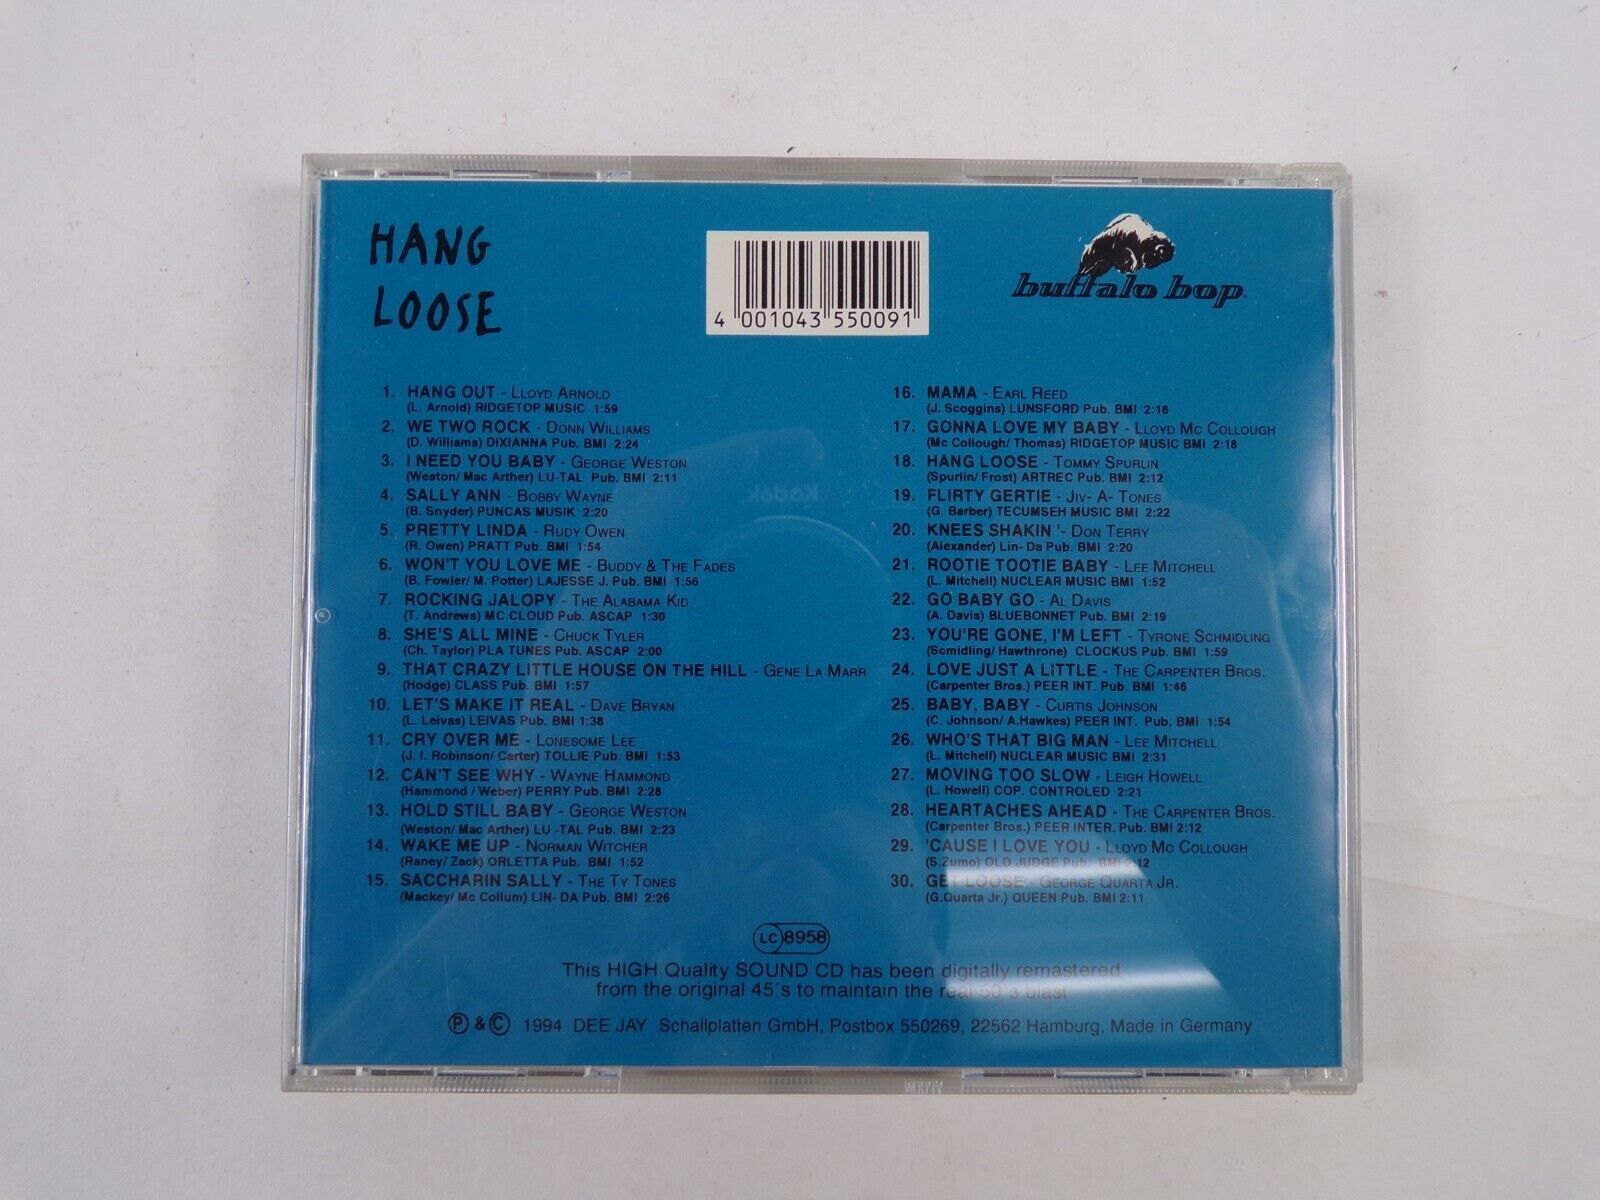 HANG
LOOSE
4 001043 550091
buffalo bop
1. HANG OUT - LLOYD ARNOLD
(L. Arnold) RIDGETOP MUSIC 1:59
2. WE TWO ROCK - DONN WILLIAMS
(D. Williams) DIXIANNA Pub. BMI 2:24
3. I NEED YOU BABY - GEORGE WESTON
(Weston/ Mac Arther) LU-TAL Pub. BMI 2:11
4. SALLY ANN - BOBBY WAYNE
(B. Snyder) PUNCAS MUSIK 2:20
5. PRETTY LINDA - RUDY OWEN
(R. Owen) PRATT Pub. BMI 1:54
6. WON'T YOU LOVE ME - BUDDY & THE FADES
(B. Fowler/ M. Potter) LAJESSE J. Pub. BMI 1:56
7. ROCKING JALOPY - THE ALABAMA KID
(T. Andrews) MC CLOUD Pub. ASCAP 1:30
8. SHE'S ALL MINE - CHUCK TYLER
(Ch. Taylor) PLA TUNES Pub. ASCAP 2:00
9. THAT CRAZY LITTLE HOUSE ON THE HILL - GENE LA MARR
(Hodge) CLASS Pub. BMI 1:57
10. LET'S MAKE IT REAL - DAVE BRYAN
(L. Leivas) LEIVAS Pub. BMI 1:38
11. CRY OVER ME - LONESOME LEE
(J. I. Robinson/ Carter) TOLLIE Pub. BMI 1:53
12. CAN'T SEE WHY - WAYNE HAMMOND
(Hammond / Weber) PERRY Pub. BMI 2:28
13. HOLD STILL BABY - GEORGE WESTON
(Weston/ Mac Arther) LU -TAL Pub. BMI 2:23
14. WAKE ME UP - NORMAN WITCHER
(Raney/ Zack) ORLETTA Pub. BMI 1:52
15. SACCHARIN SALLY - THE TY TONES
(Mackey/ Mc Collum) LIN- DA Pub. BMI 2:26
16. MAMA - EARL REED
(J. Scoggins) LUNSFORD Pub. BMI 2:18
17. GONNA LOVE MY BABY - LLOYD MC COLLOUGH
(Mc Collough/ Thomas) RIDGETOP MUSIC BMI 2:18
18. HANG LOOSE - TOMMY SPURLIN
(Spurlin/ Frost) ARTREC Pub. BMI 2:12
19. FLIRTY GERTIE - JIV- A- TONES
(G. Barber) TECUMSEH MUSIC BMI 2:22
20. KNEES SHAKIN '- DON TERRY
(Alexander) Lin- Da Pub. BMI 2:20
21. ROOTIE TOOTIE BABY - LEE MITCHELL
(L. Mitchell) NUCLEAR MUSIC BMI 1:52
22. GO BABY GO - AL DAVIS
(A. Davis) BLUEBONNET Pub. BMI 2:19
23. YOU'RE GONE, I'M LEFT - TYRONE SCHMIDLING
(Scmidling/ Hawthrone) CLOCKUS Pub. BMI 1:59
24. LOVE JUST A LITTLE - THE CARPENTER BROS.
(Carpenter Bros.) PEER INT. Pub. BMI 1:46
25. BABY, BABY - CURTIS JOHNSON
(C. Johnson/ A.Hawkes) PEER INT. Pub. BMI 1:54
26. WHO'S THAT BIG MAN - LEE MITCHELL
(L. Mitchell) NUCLEAR MUSIC BMI 2:31
27. MOVING TOO SLOW - LEIGH HOWELL
(L. Howell) COP. CONTROLED 2:21
28. HEARTACHES AHEAD - THE CARPENTER BROS.
(Carpenter Bros.) PEER INTER. Pub. BMI 2:12
29. 'CAUSE I LOVE YOU - LLOYD MC COLLOUGH
(S.Zumo) OLD JUDGE Pub. BMI 2:12
30. GET LOOSE - GEORGE QUARTA JR.
(G.Quarta Jr.) QUEEN Pub. BMI 2:11
LC 8958
This HIGH Quality SOUND CD has been digitally remastered
from the original 45´s to maintain the real 50´s blast
Ⓟ & © 1994 DEE JAY Schallplatten GmbH, Postbox 550269, 22562 Hamburg, Made in Germany
Kodak